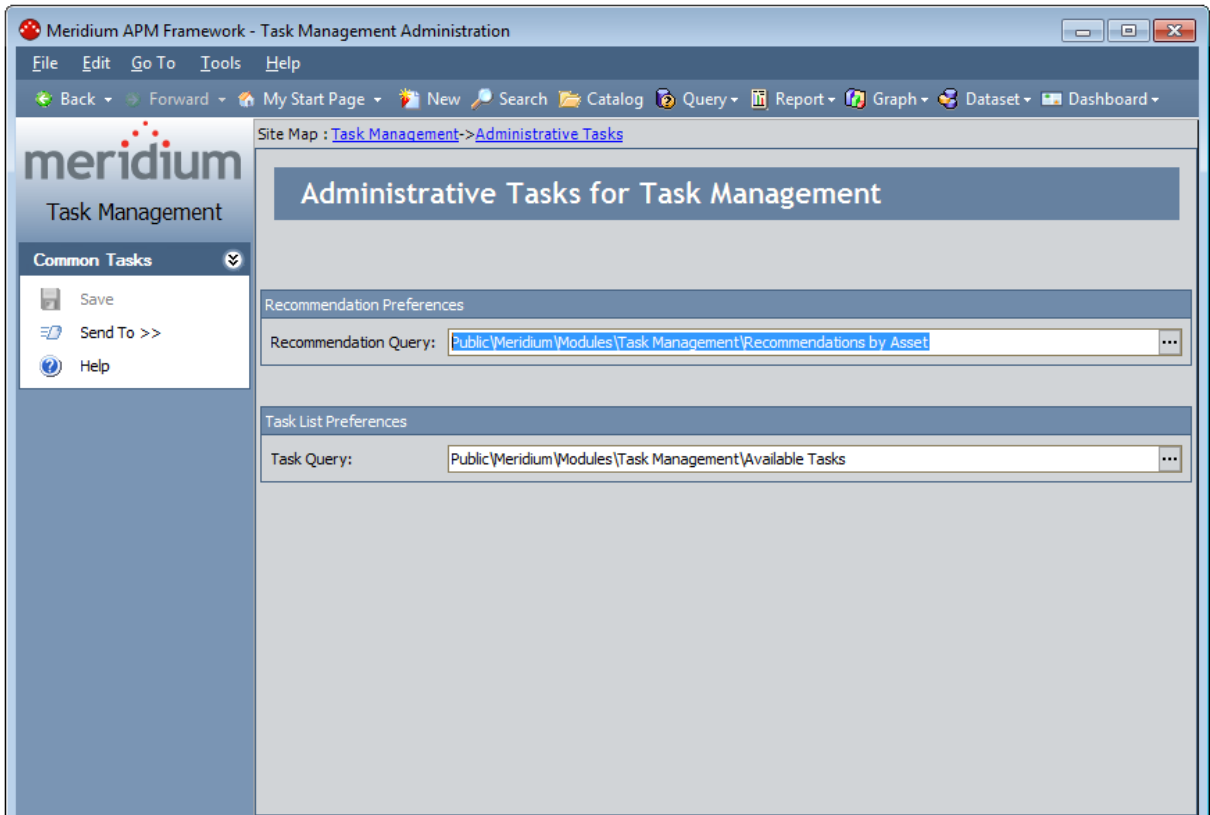 Meridium APM Framework - Task Management Administration
File Edit Go To Tools Help
Back Forward My Start Page New Search Catalog Query Report Graph Dataset Dashboard
meridium
Task Management
Common Tasks
Save
Send To >>
Help
Site Map : Task Management->Administrative Tasks
Administrative Tasks for Task Management
Recommendation Preferences
Recommendation Query: Public\Meridium\Modules\Task Management\Recommendations by Asset ...
Task List Preferences
Task Query: Public\Meridium\Modules\Task Management\Available Tasks ...